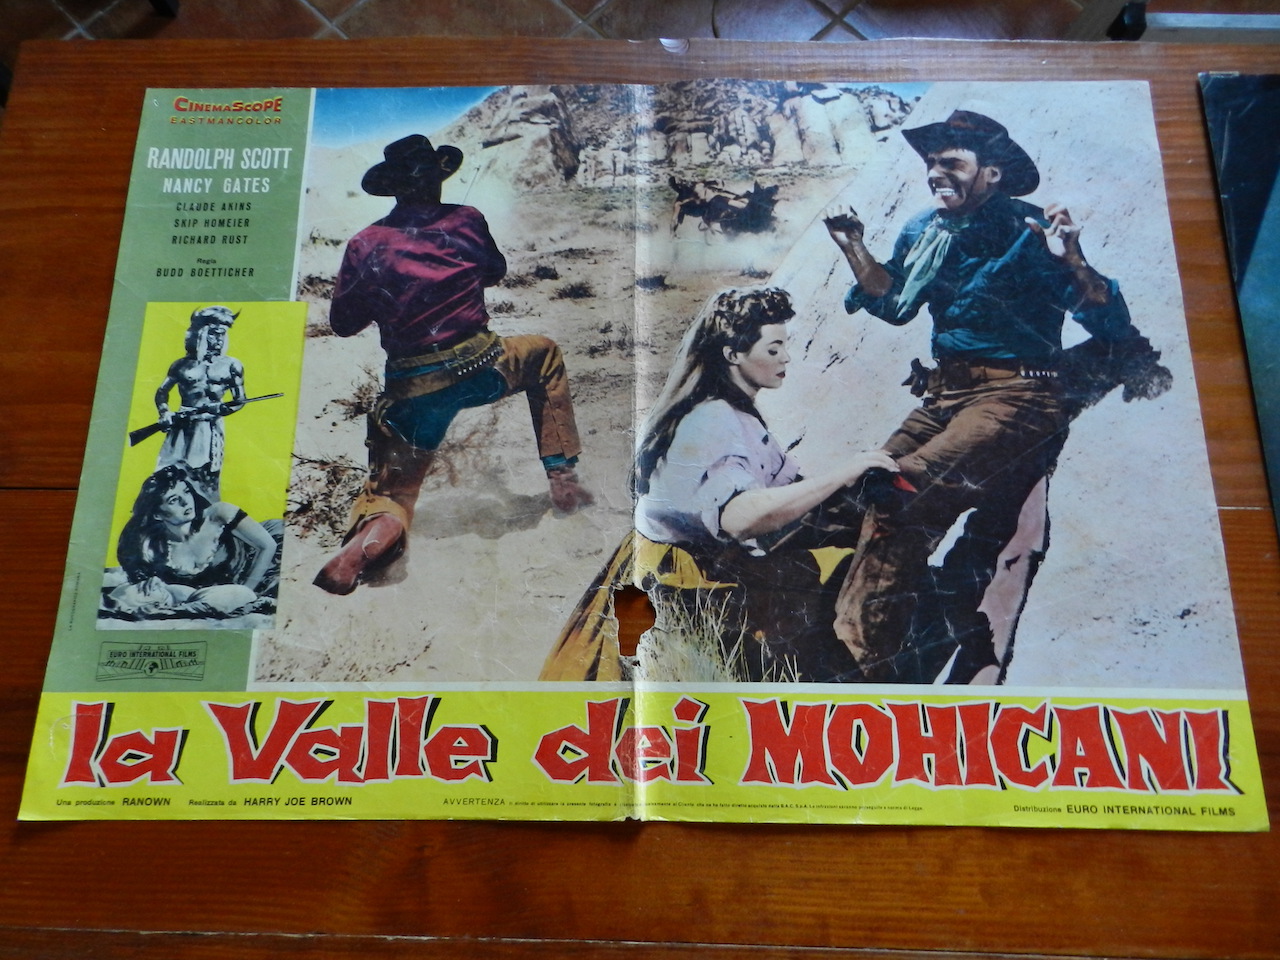 CINEMASCOPE
EASTMANCOLOR
RANDOLPH SCOTT
NANCY GATES
CLAUDE AKINS
SKIP HOMEIER
RICHARD RUST
Regia
BUDD BOETTICHER
EURO INTERNATIONAL FILMS
la Valle dei MOHICANI
Una produzione RANOWN Realizzata da HARRY JOE BROWN
AVVERTENZA
Distribuzione EURO INTERNATIONAL FILMS